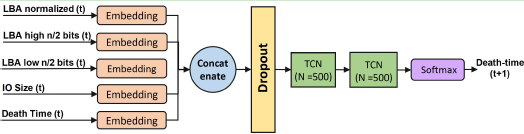 LBA normalized (t)
Embedding
LBA high n/2 bits (t)
Embedding
LBA low n/2 bits (t)
Embedding
IO Size (t)
Embedding
Death Time (t)
Embedding
Concat
enate
Dropout
TCN
(N =500)
TCN
(N =500)
Softmax
Death-time
(t+1)